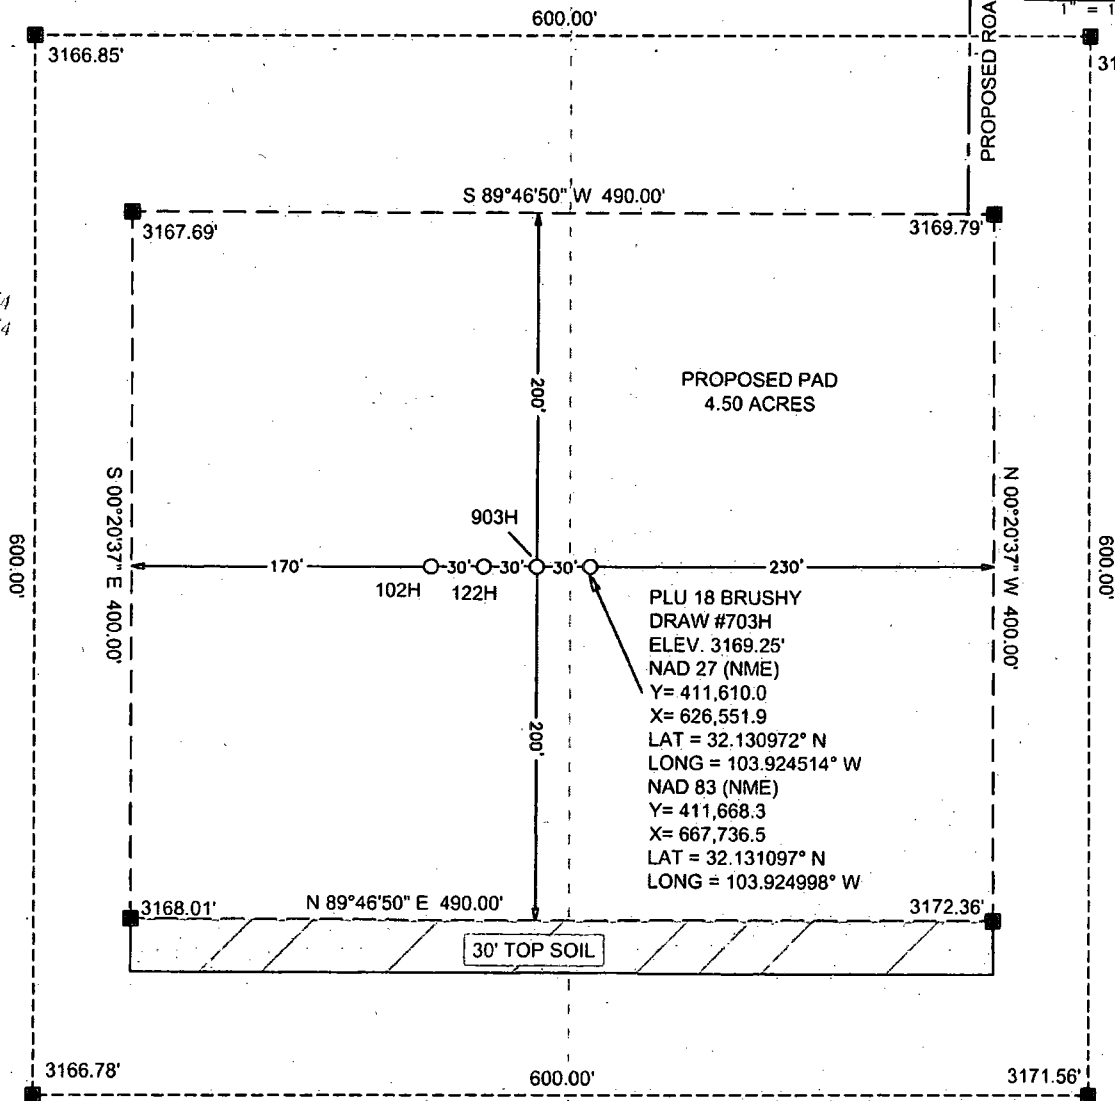 1" = 1
600.00'
3166.85'
31
PROPOSED ROA
S 89°46'50" W 490.00'
3167.69'
3169.79'
PROPOSED PAD
4.50 ACRES
200'
S 00°20'37" E 400.00'
N 00°20'37" W 400.00'
600.00'
600.00'
903H
170'
30'
30'
30'
230'
102H
122H
PLU 18 BRUSHY
DRAW #703H
ELEV. 3169.25'
NAD 27 (NME)
Y= 411,610.0
X= 626,551.9
LAT = 32.130972° N
LONG = 103.924514° W
NAD 83 (NME)
Y= 411,668.3
X= 667,736.5
LAT = 32.131097° N
LONG = 103.924998° W
200'
3168.01'
N 89°46'50" E 490.00'
3172.36'
30' TOP SOIL
3166.78'
600.00'
3171.56'